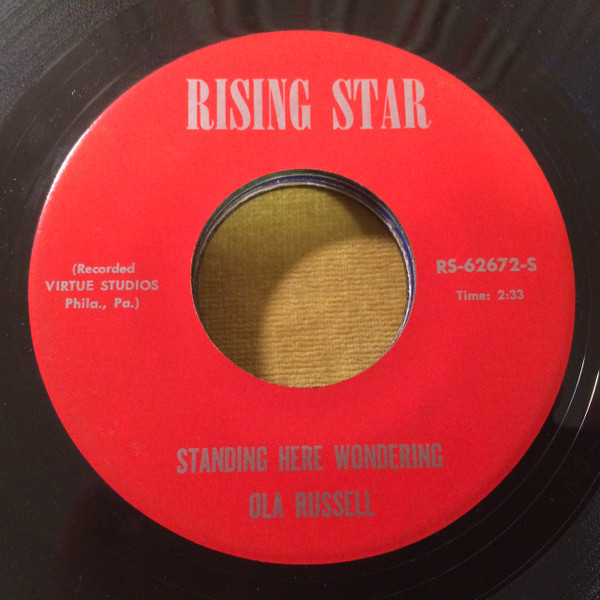 RISING STAR
(Recorded
VIRTUE STUDIOS
Phila., Pa.)
RS-62672-S
Time: 2:33
STANDING HERE WONDERING
OLA RUSSELL